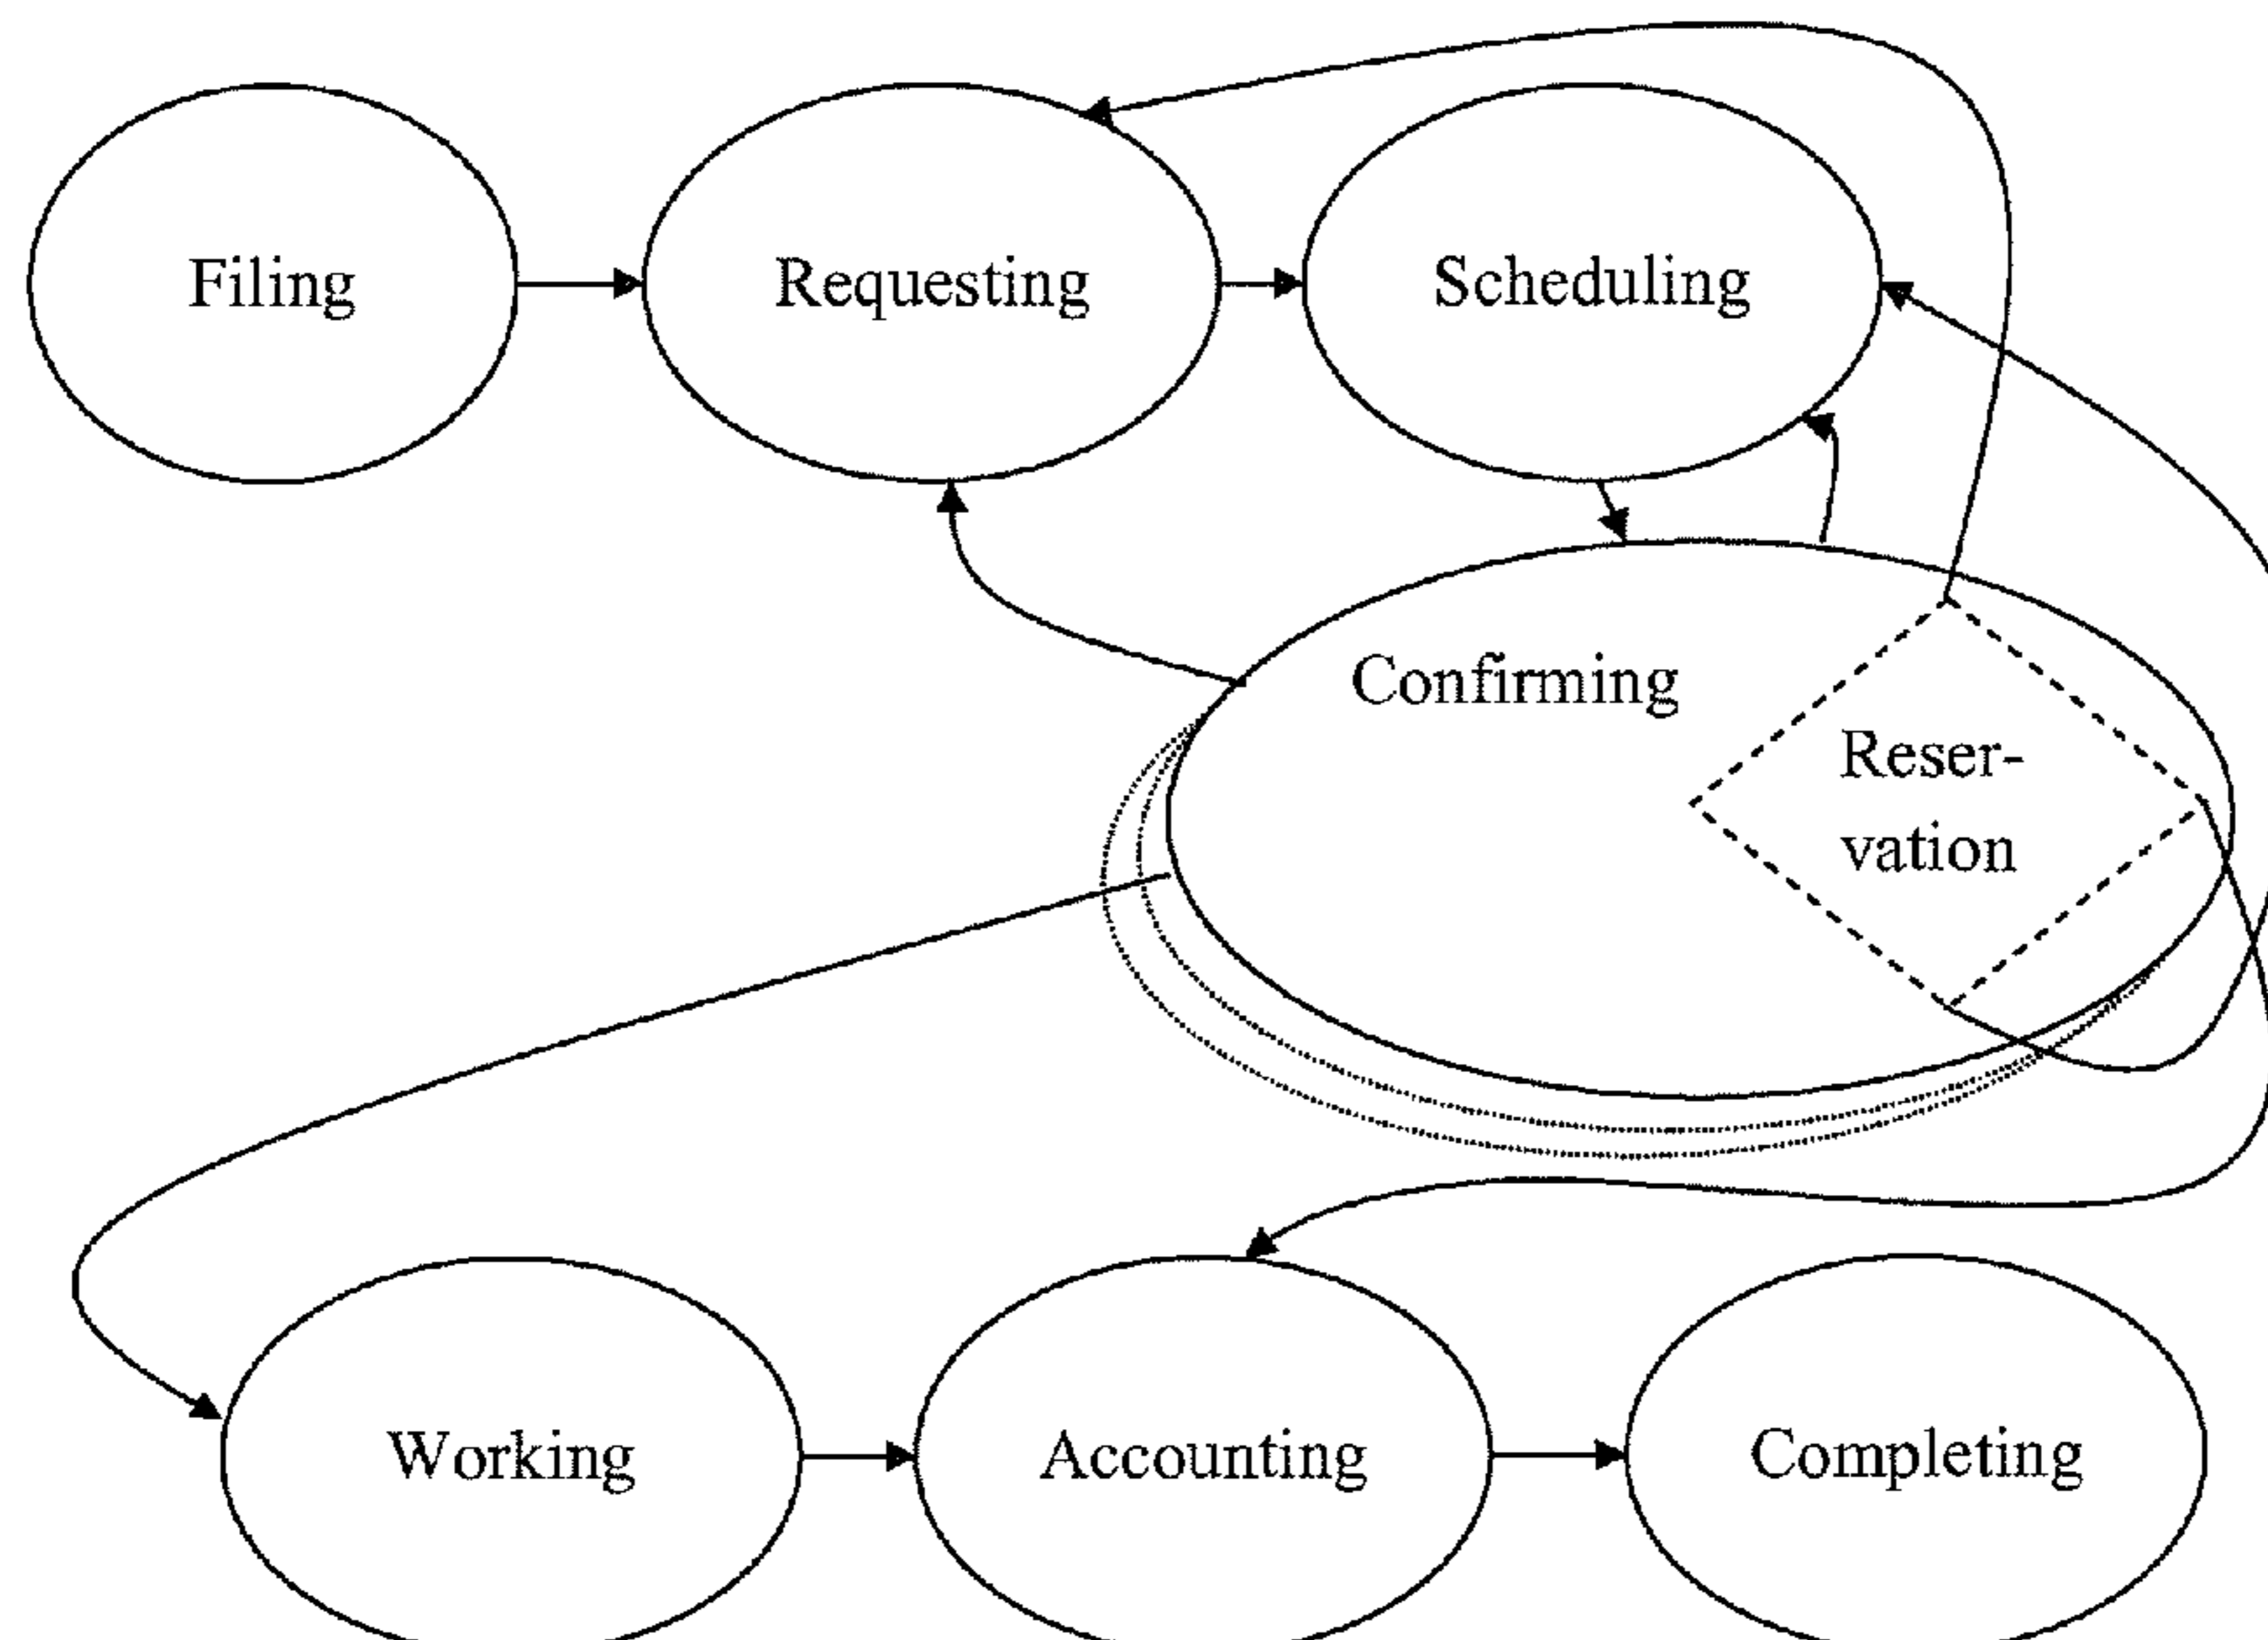 Filing
Requesting
Scheduling
Confirming
Reser-
vation
Working
Accounting
Completing